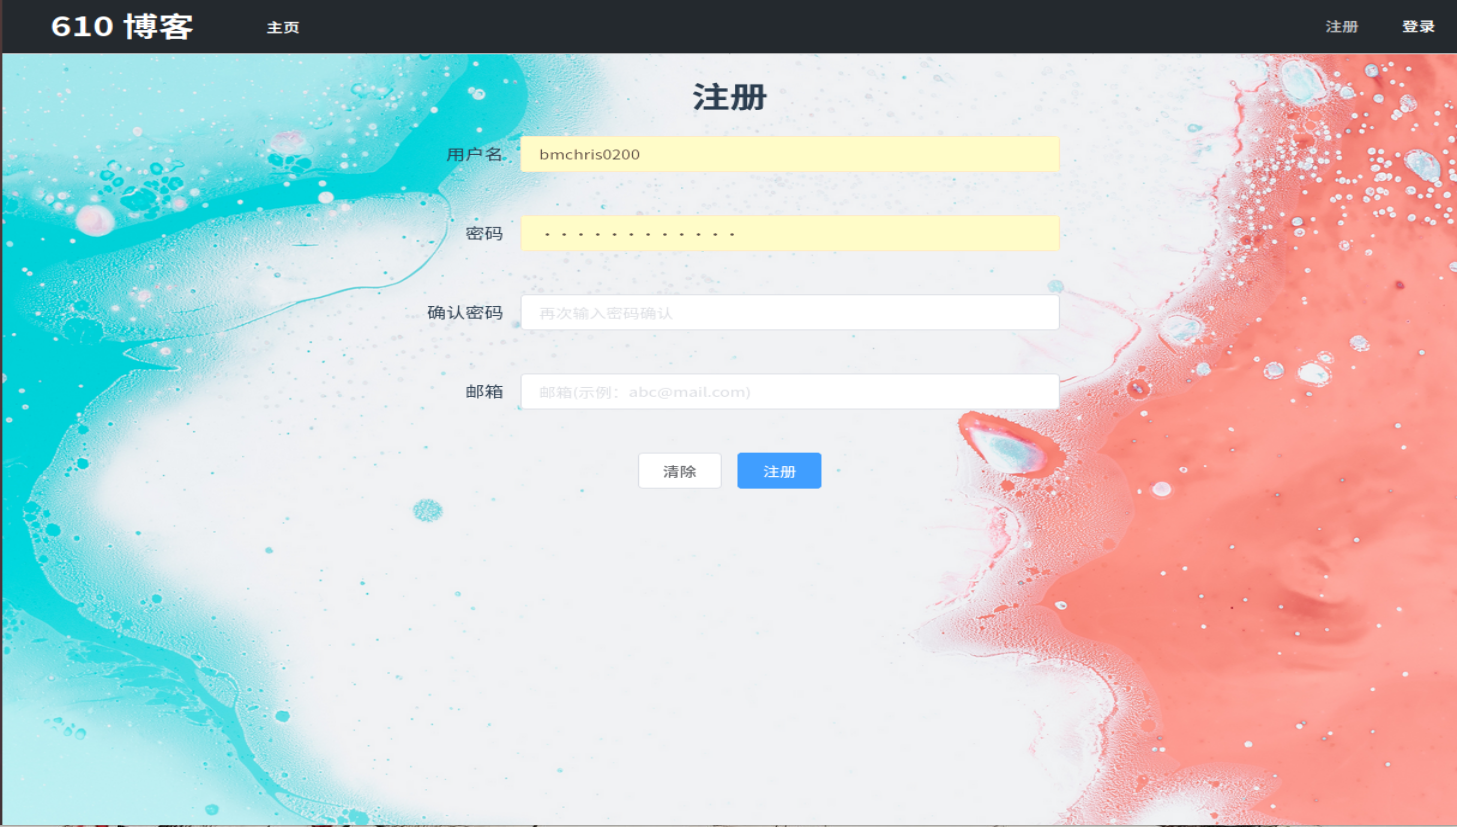 610 博客 主页 注册 登录
注册
用户名 bmchris0200
密码 ············
确认密码 再次输入密码确认
邮箱 邮箱(示例：abc@mail.com)
清除 注册